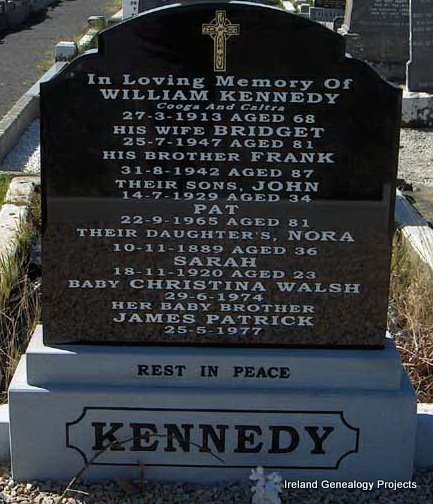 In Loving Memory Of
WILLIAM KENNEDY
Cooga And Caltra
27-3-1913 AGED 68
HIS WIFE BRIDGET
25-7-1947 AGED 81
HIS BROTHER FRANK
31-8-1942 AGED 87
THEIR SONS, JOHN
14-7-1929 AGED 34
PAT
22-9-1965 AGED 81
THEIR DAUGHTER'S, NORA
10-11-1889 AGED 36
SARAH
18-11-1920 AGED 23
BABY CHRISTINA WALSH
29-6-1974
HER BABY BROTHER
JAMES PATRICK
25-5-1977
REST IN PEACE
KENNEDY
Ireland Genealogy Projects